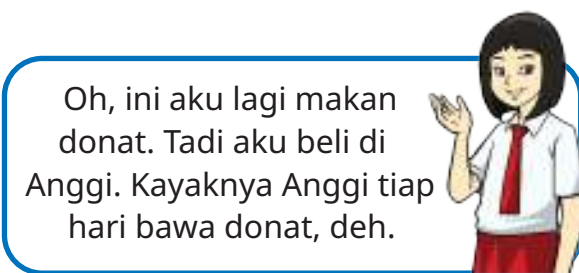 Oh, ini aku lagi makan
donat. Tadi aku beli di
Anggi. Kayaknya Anggi tiap
hari bawa donat, deh.